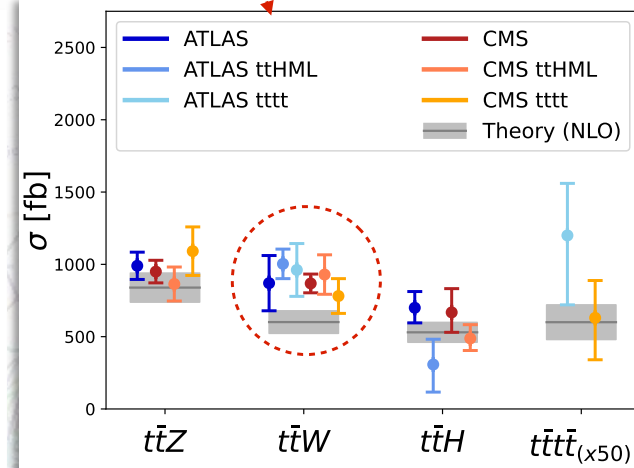 ATLAS
ATLAS ttHML
ATLAS tttt
CMS
CMS ttHML
CMS tttt
Theory (NLO)
σ [fb]
2500
2000
1500
1000
500
0
tt̄Z
tt̄W
tt̄H
tt̄tt̄(x50)